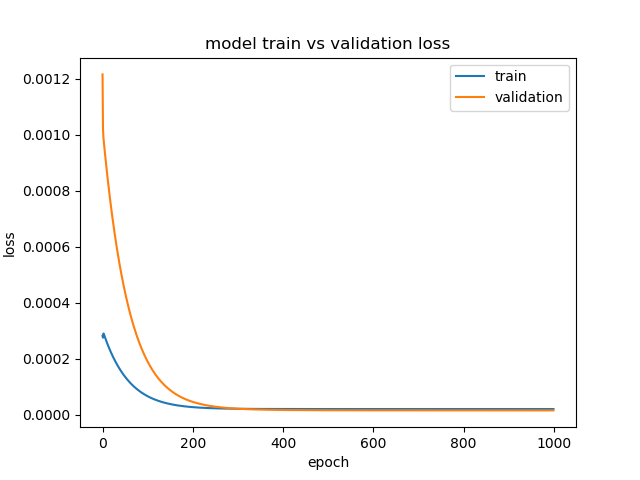 model train vs validation loss
train
validation
loss
0.0012
0.0010
0.0008
0.0006
0.0004
0.0002
0.0000
0 200 400 600 800 1000
epoch